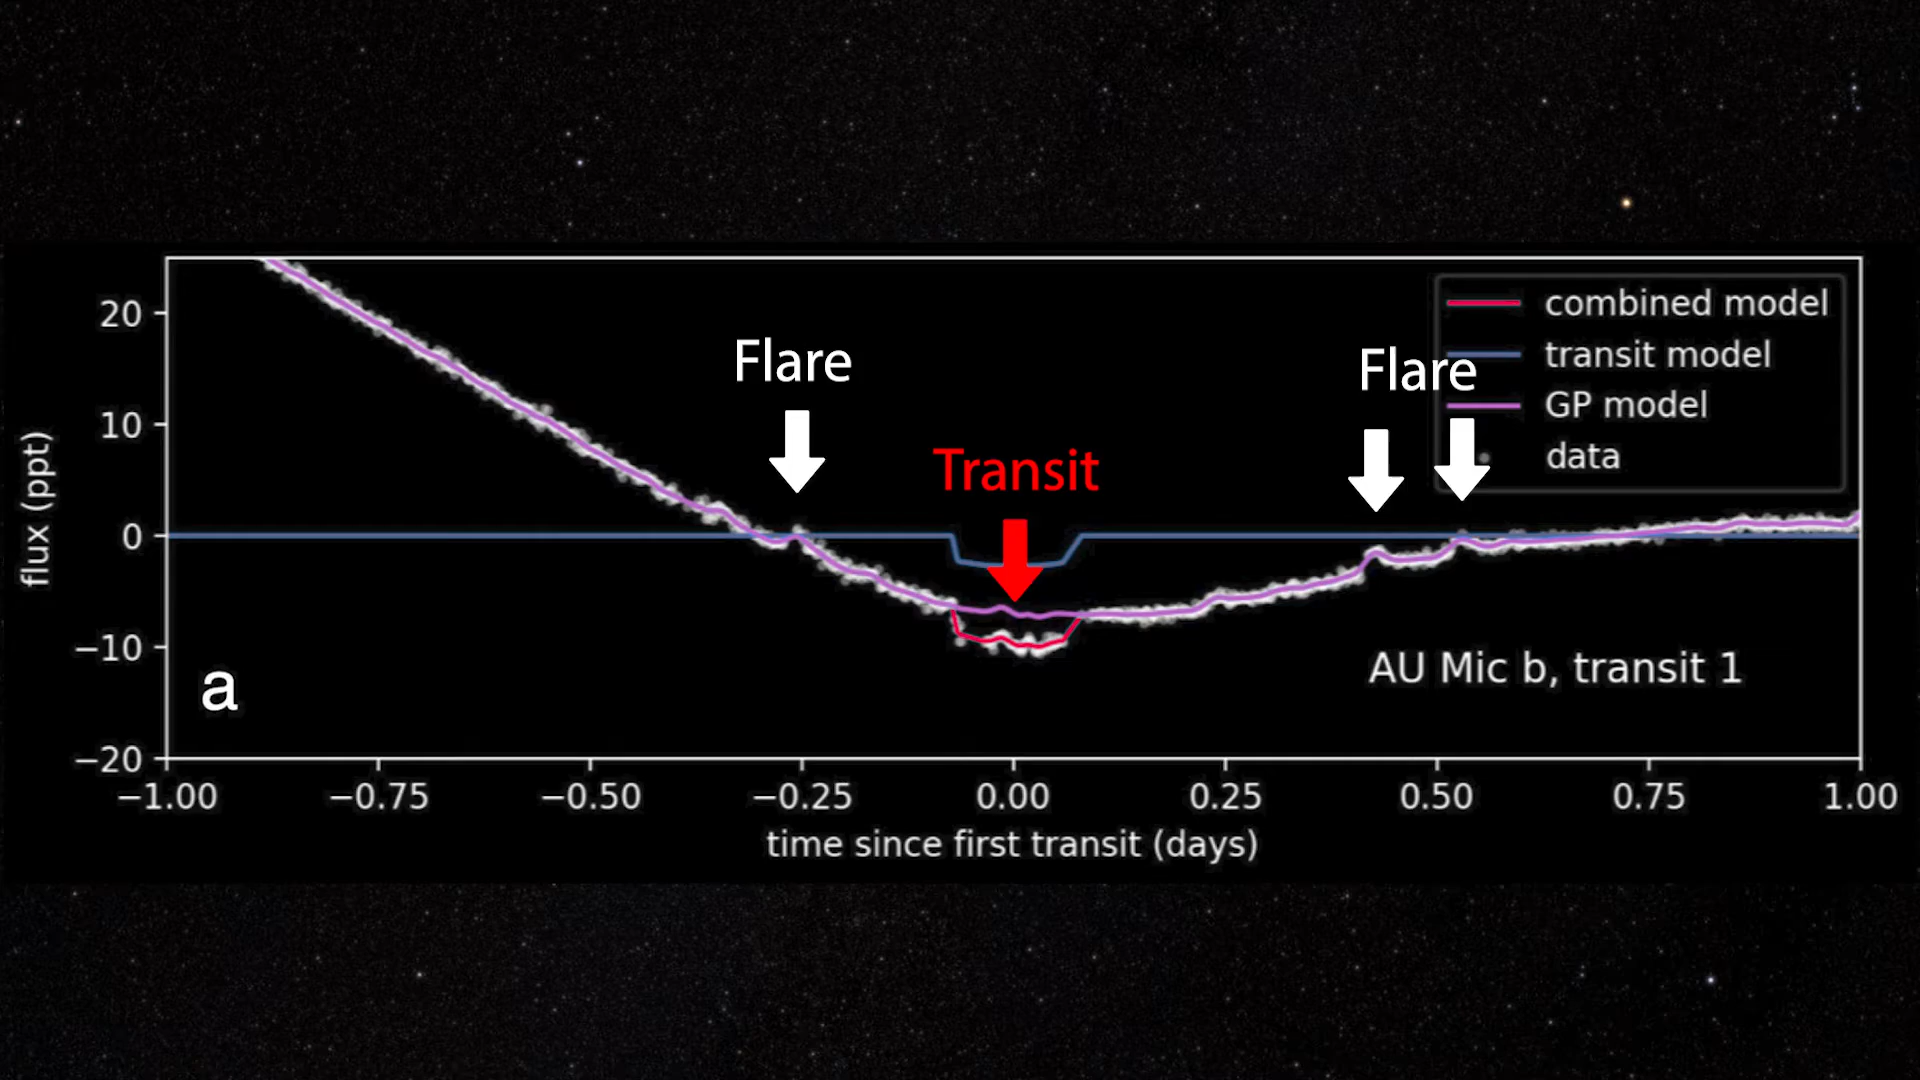 combined model
transit model
GP model
data
Flare
Flare
Transit
20
10
0
−10
−20
flux (ppt)
a
AU Mic b, transit 1
−1.00
−0.75
−0.50
−0.25
0.00
0.25
0.50
0.75
1.00
time since first transit (days)